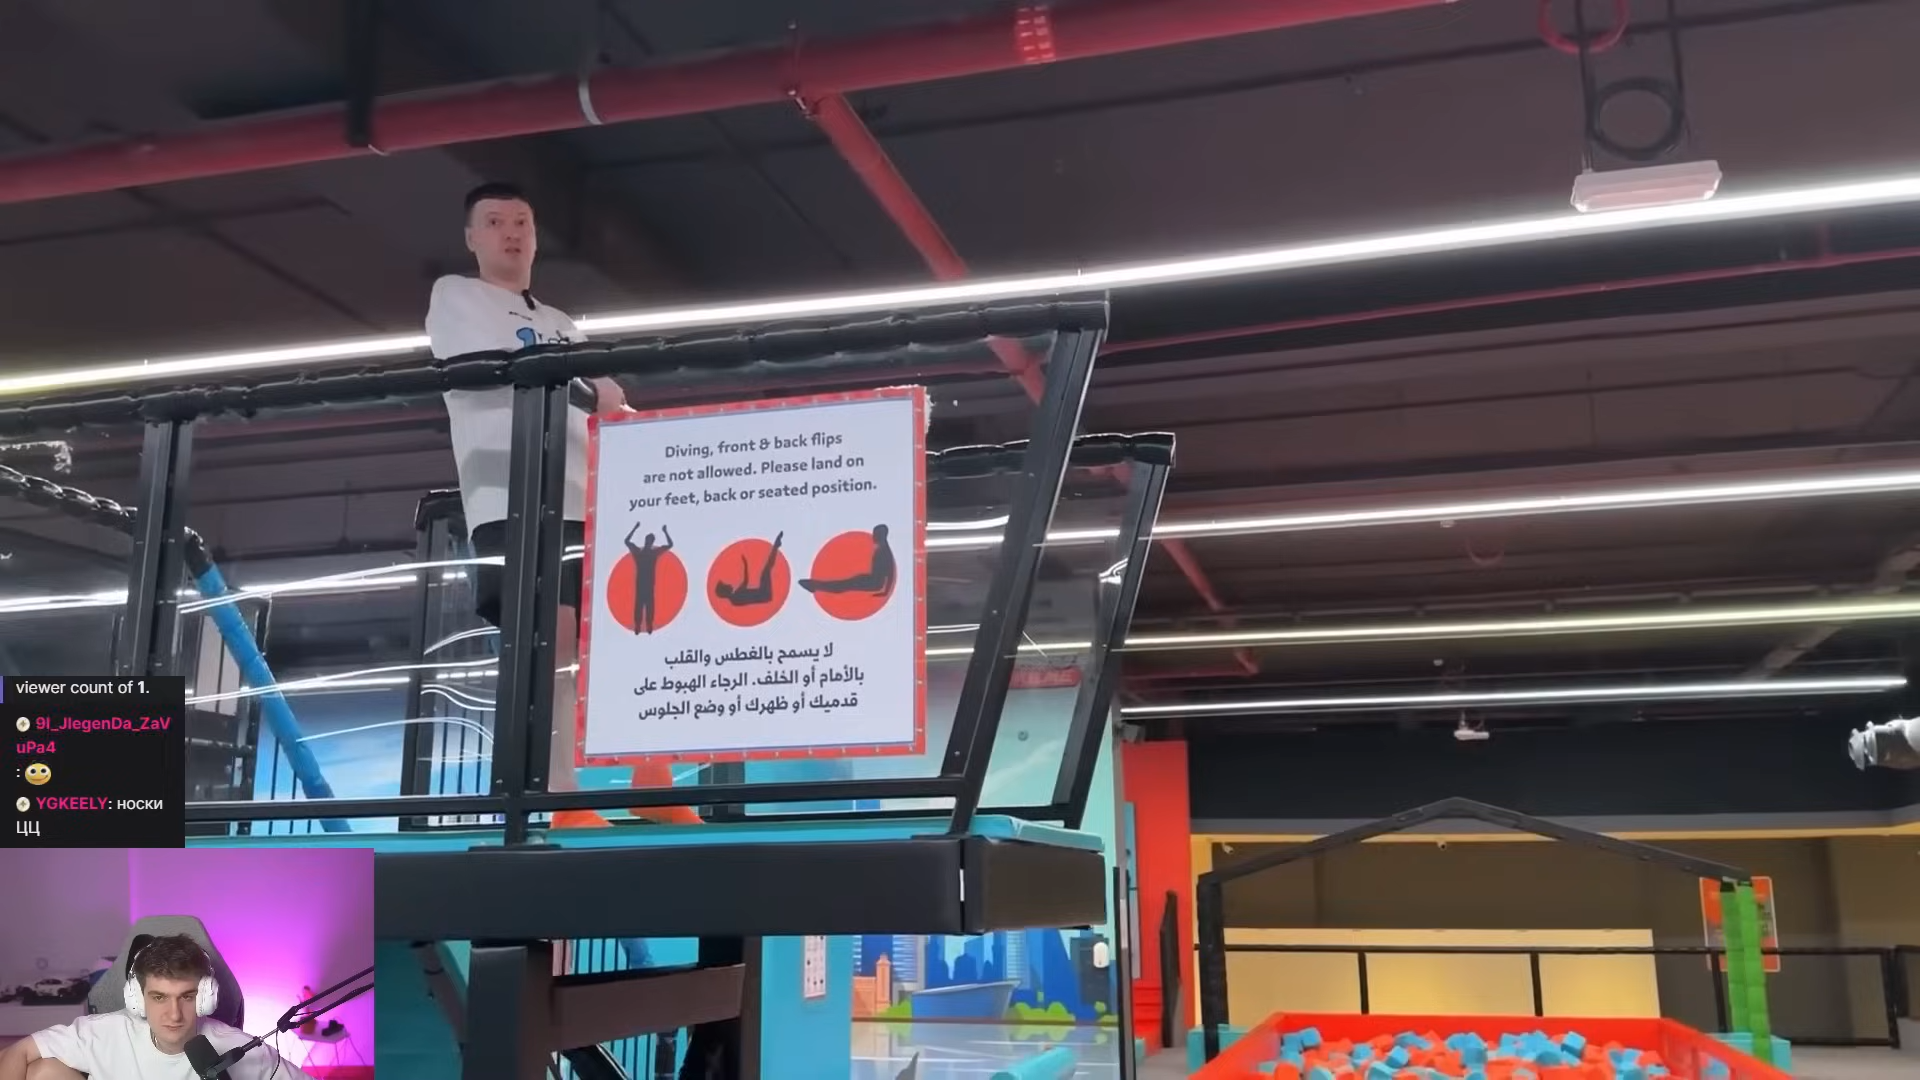 Diving, front & back flips
are not allowed. Please land on
your feet, back or seated position.
لا يسمح بالغطس والقلب
بالأمام أو الخلف. الرجاء الهبوط على
قدميك أو ظهرك أو وضع الجلوس
viewer count of 1.
9l_JlegenDa_ZaV
uPa4
:
YGKEELY: носки
цц